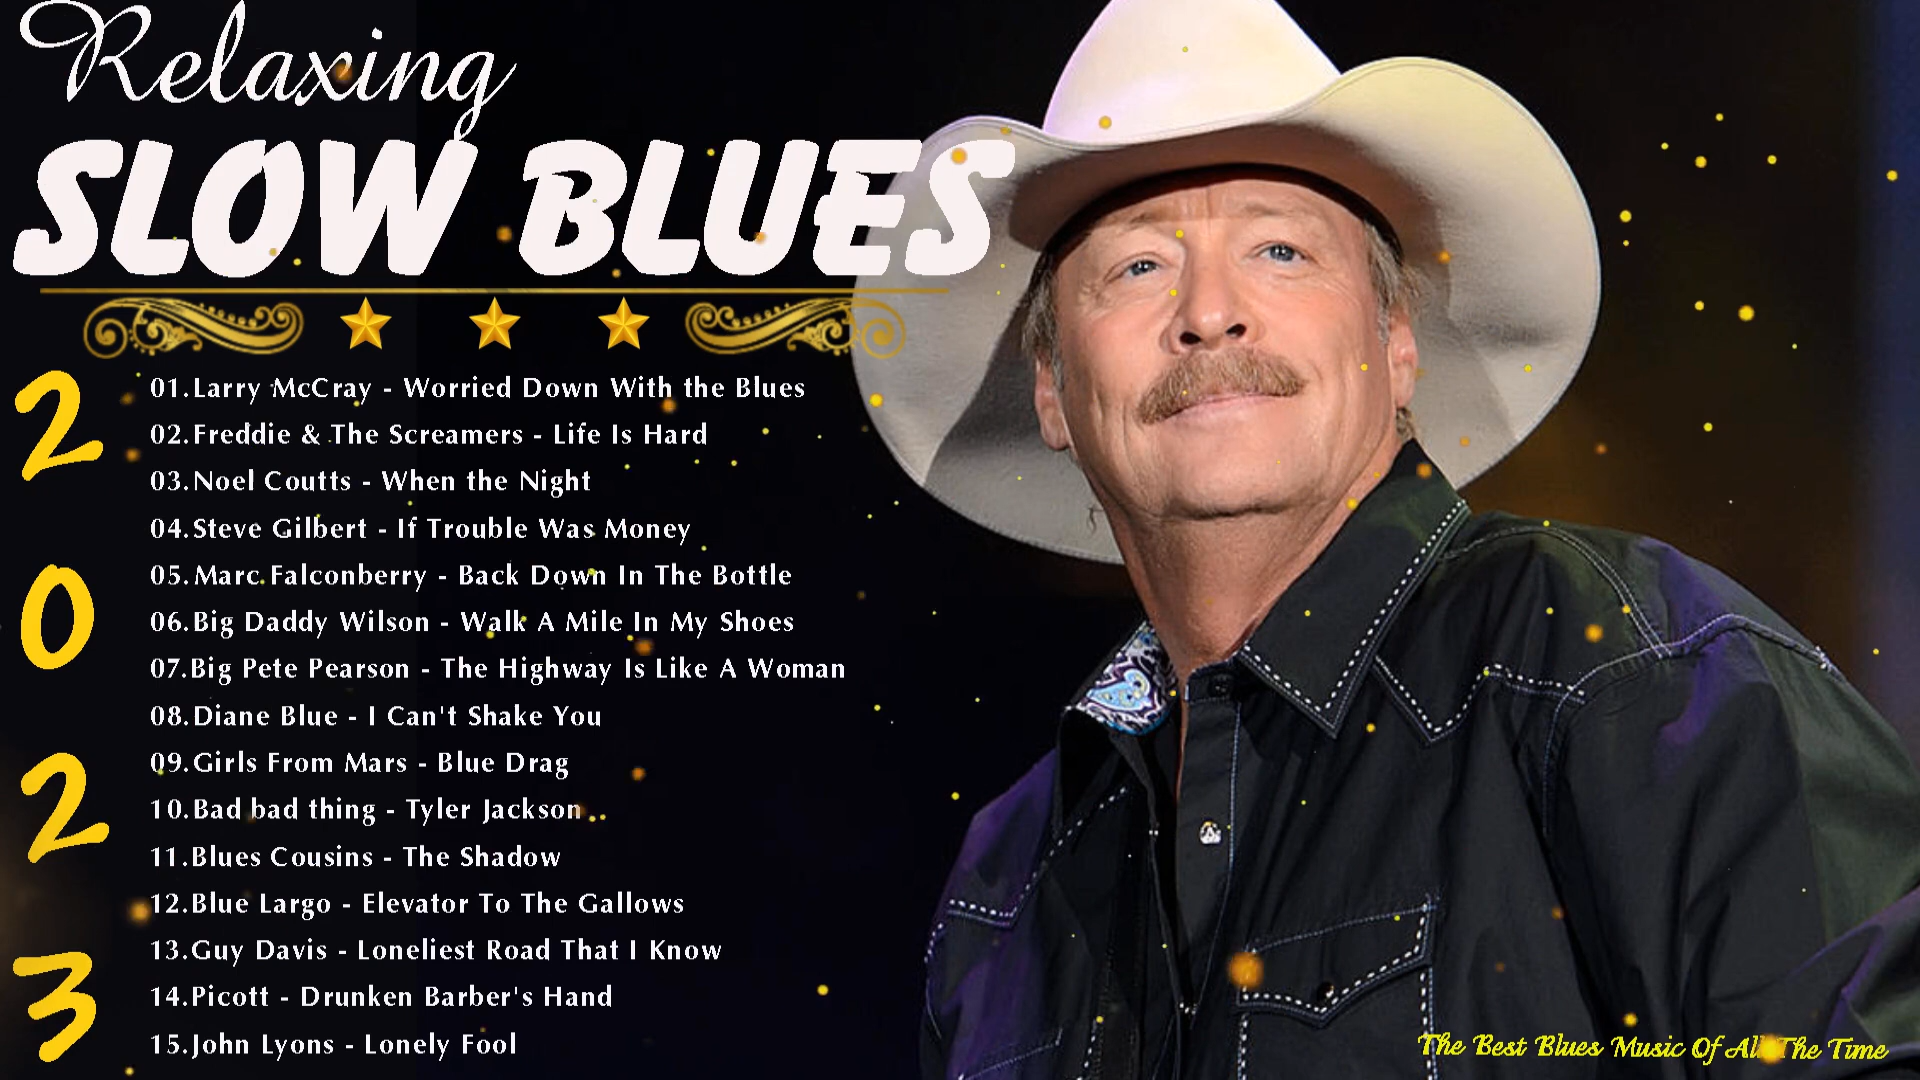 Relaxing
SLOW BLUES
2
0
2
3
01.Larry McCray - Worried Down With the Blues
02.Freddie & The Screamers - Life Is Hard
03.Noel Coutts - When the Night
04.Steve Gilbert - If Trouble Was Money
05.Marc Falconberry - Back Down In The Bottle
06.Big Daddy Wilson - Walk A Mile In My Shoes
07.Big Pete Pearson - The Highway Is Like A Woman
08.Diane Blue - I Can't Shake You
09.Girls From Mars - Blue Drag
10.Bad bad thing - Tyler Jackson
11.Blues Cousins - The Shadow
12.Blue Largo - Elevator To The Gallows
13.Guy Davis - Loneliest Road That I Know
14.Picott - Drunken Barber's Hand
15.John Lyons - Lonely Fool
The Best Blues Music Of All The Time